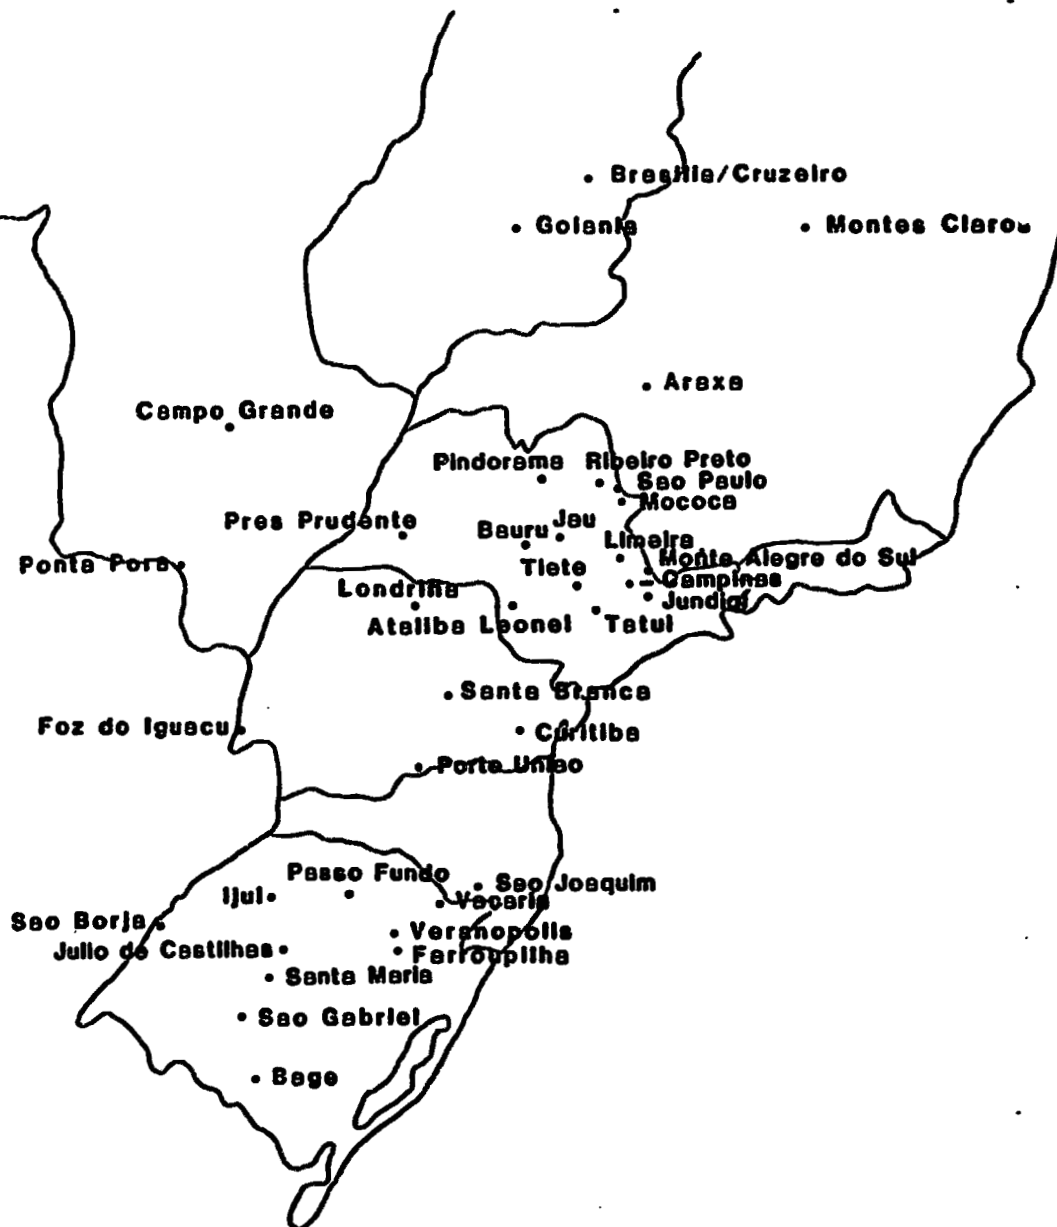 Brasilia/Cruzeiro
Goiania
Montes Claros
Araxa
Campo Grande
Pindorama
Ribeiro Preto
Sao Paulo
Mococa
Pres Prudente
Bauru
Jau
Limeira
Ponta Pora
Tiete
Monte Alegre do Sul
Campinas
Londrina
Jundiai
Ataliba Leonel
Tatui
Santa Branca
Foz do Iguacu
Curitiba
Porto Uniao
Passo Fundo
Sao Joaquim
Ijui
Vacaria
Sao Borja
Veranopolis
Julio de Castilhas
Farroupilha
Santa Maria
Sao Gabriel
Bage